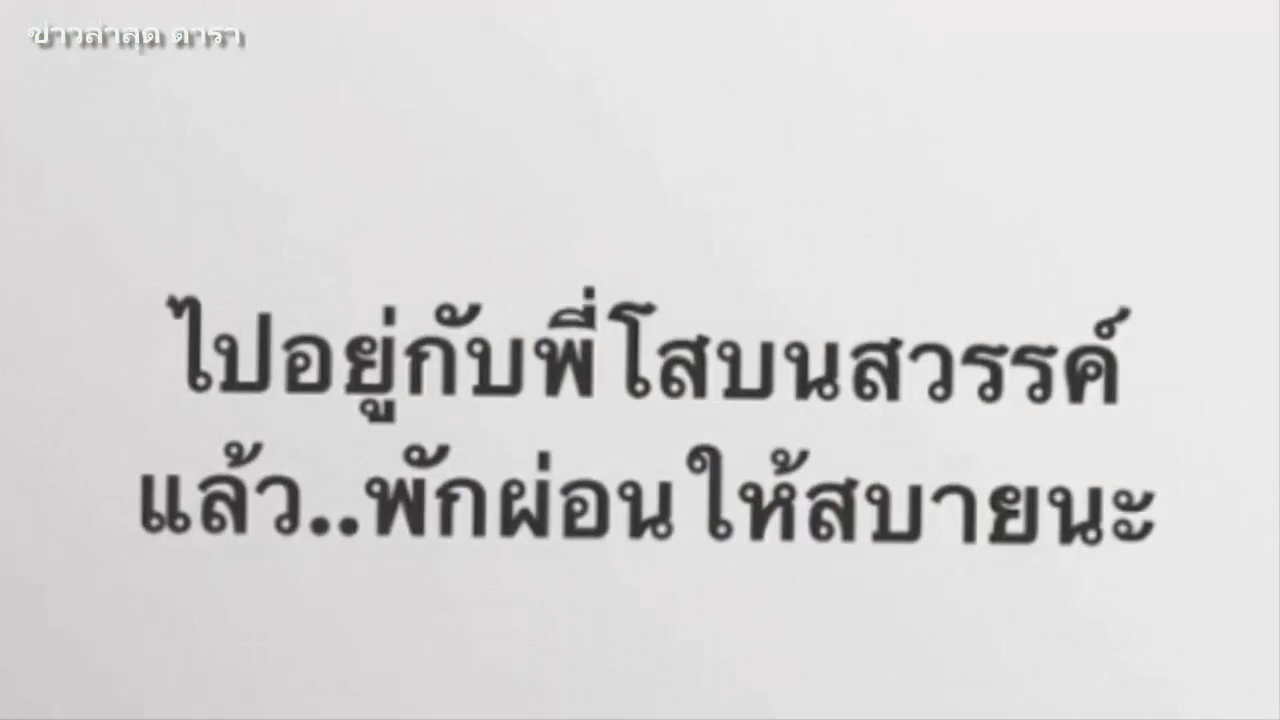 ข่าวล่าสุด ดารา
ไปอยู่กับพี่โสบนสวรรค์
แล้ว..พักผ่อนให้สบายนะ